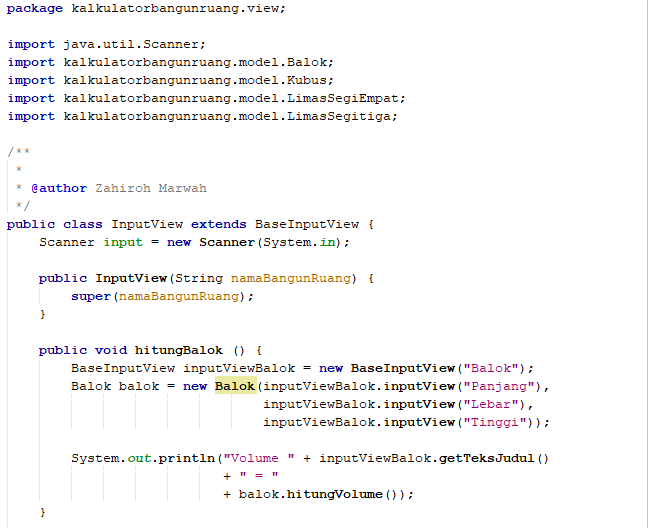 package kalkulatorbangunruang.view;
import java.util.Scanner;
import kalkulatorbangunruang.model.Balok;
import kalkulatorbangunruang.model.Kubus;
import kalkulatorbangunruang.model.LimasSegiEmpat;
import kalkulatorbangunruang.model.LimasSegitiga;
/**
 *
 * @author Zahiroh Marwah
 */
public class InputView extends BaseInputView {
    Scanner input = new Scanner(System.in);
    public InputView(String namaBangunRuang) {
        super(namaBangunRuang);
    }
    public void hitungBalok () {
        BaseInputView inputViewBalok = new BaseInputView("Balok");
        Balok balok = new Balok(inputViewBalok.inputView("Panjang"),
                                inputViewBalok.inputView("Lebar"),
                                inputViewBalok.inputView("Tinggi"));
        System.out.println("Volume " + inputViewBalok.getTeksJudul()
                           + " = "
                           + balok.hitungVolume());
    }